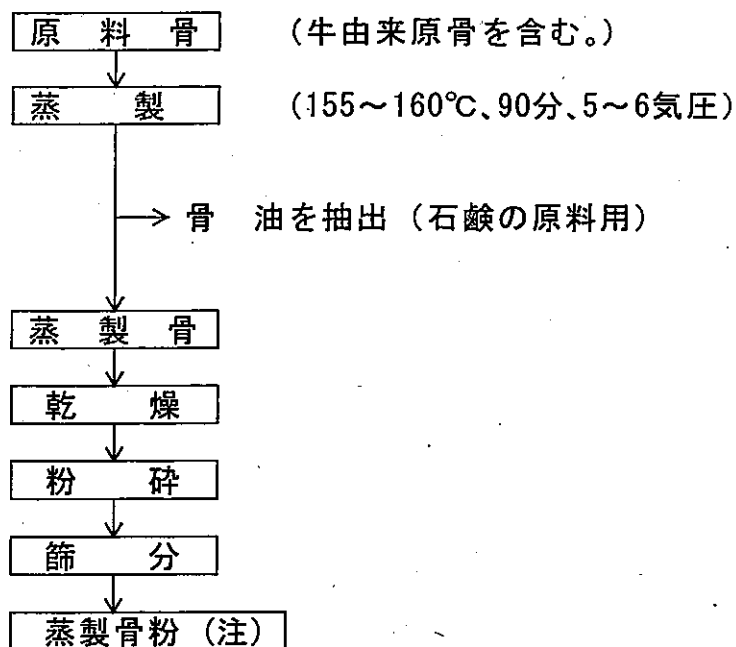 原料骨 (牛由来原骨を含む。)
蒸製 (155～160℃、90分、5～6気圧)
骨 油を抽出 (石鹸の原料用)
蒸製骨
乾燥
粉砕
篩分
蒸製骨粉 (注)